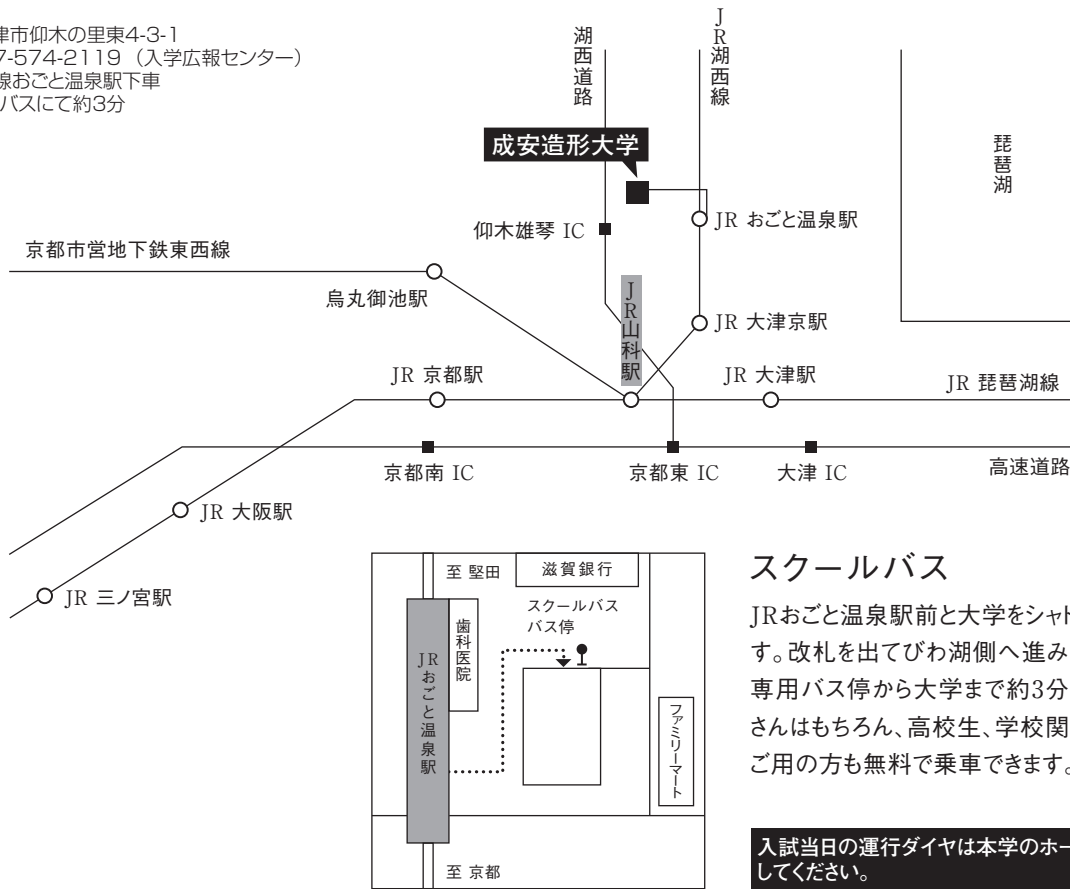 津市仰木の里東4-3-1
7-574-2119 （入学広報センター）
線おごと温泉駅下車
バスにて約3分
湖西道路
JR湖西線
琵琶湖
成安造形大学
仰木雄琴 IC
JR おごと温泉駅
京都市営地下鉄東西線
烏丸御池駅
JR山科駅
JR 大津京駅
JR 京都駅
JR 大津駅
JR 琵琶湖線
京都南 IC
京都東 IC
大津 IC
高速道路
JR 大阪駅
JR 三ノ宮駅
至 堅田
滋賀銀行
スクールバス
バス停
歯科医院
JRおごと温泉駅
ファミリーマート
至 京都
スクールバス
JRおごと温泉駅前と大学をシャト
す。改札を出てびわ湖側へ進み
専用バス停から大学まで約3分
さんはもちろん、高校生、学校関
ご用の方も無料で乗車できます。
入試当日の運行ダイヤは本学のホー
してください。